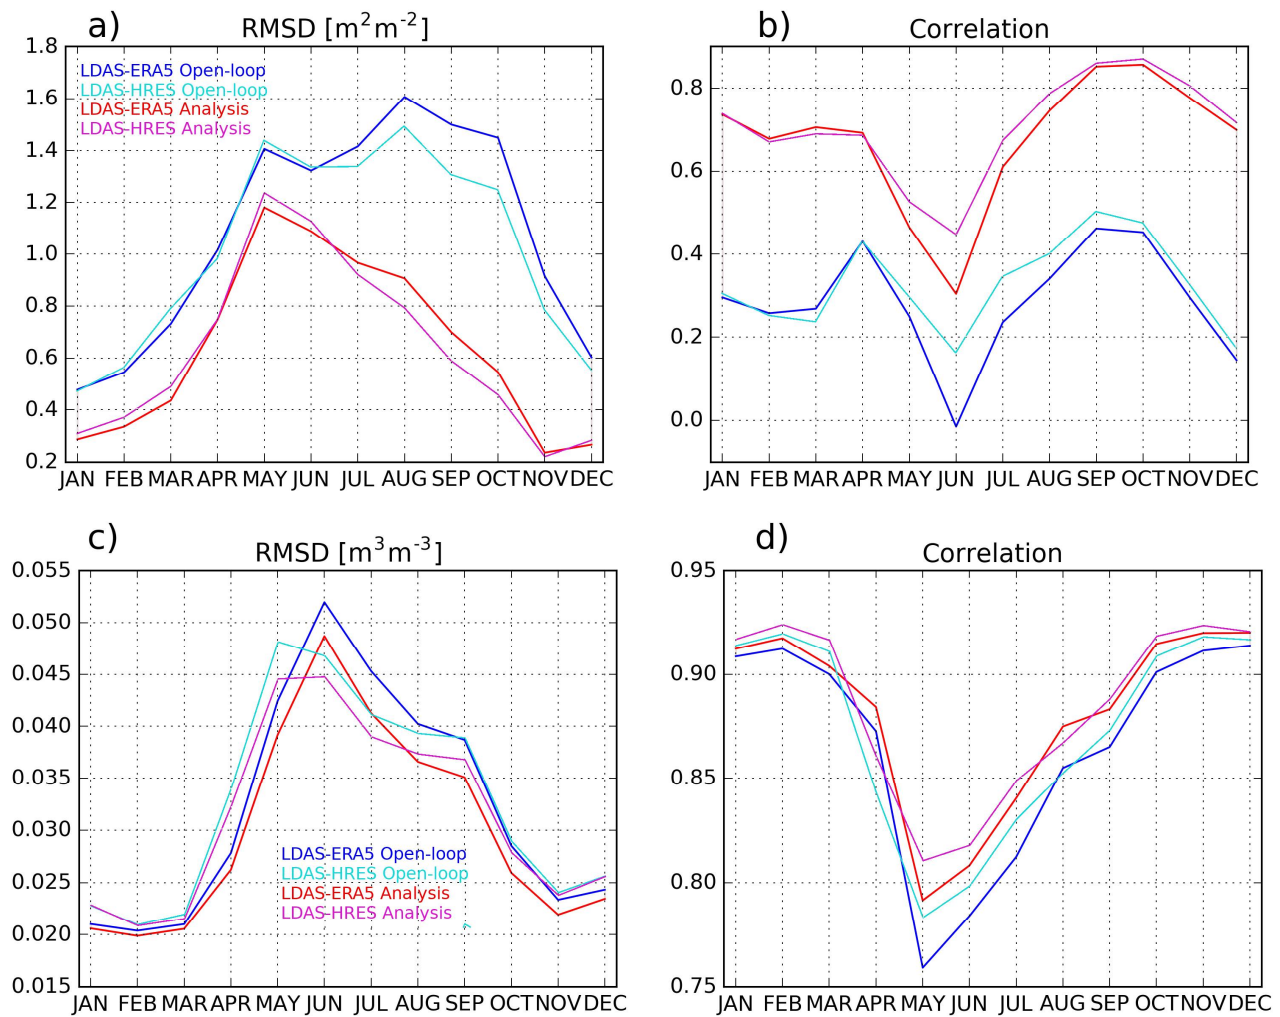 a) RMSD [m²m⁻²]
1.8
1.6
1.4
1.2
1.0
0.8
0.6
0.4
0.2
LDAS-ERA5 Open-loop
LDAS-HRES Open-loop
LDAS-ERA5 Analysis
LDAS-HRES Analysis
JAN FEB MAR APR MAY JUN JUL AUG SEP OCT NOV DEC
b) Correlation
0.8
0.6
0.4
0.2
0.0
JAN FEB MAR APR MAY JUN JUL AUG SEP OCT NOV DEC
c) RMSD [m³m⁻³]
0.055
0.050
0.045
0.040
0.035
0.030
0.025
0.020
0.015
LDAS-ERA5 Open-loop
LDAS-HRES Open-loop
LDAS-ERA5 Analysis
LDAS-HRES Analysis
JAN FEB MAR APR MAY JUN JUL AUG SEP OCT NOV DEC
d) Correlation
0.95
0.90
0.85
0.80
0.75
JAN FEB MAR APR MAY JUN JUL AUG SEP OCT NOV DEC